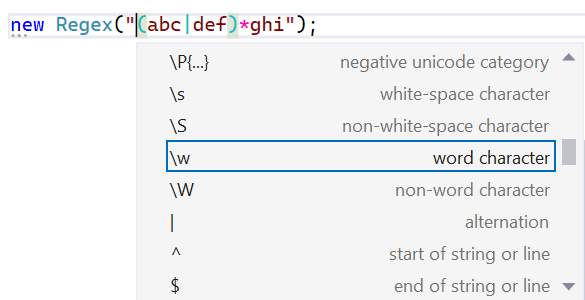 new Regex("(abc|def)*ghi");
\P{...} negative unicode category
\s white-space character
\S non-white-space character
\w word character
\W non-word character
| alternation
^ start of string or line
$ end of string or line